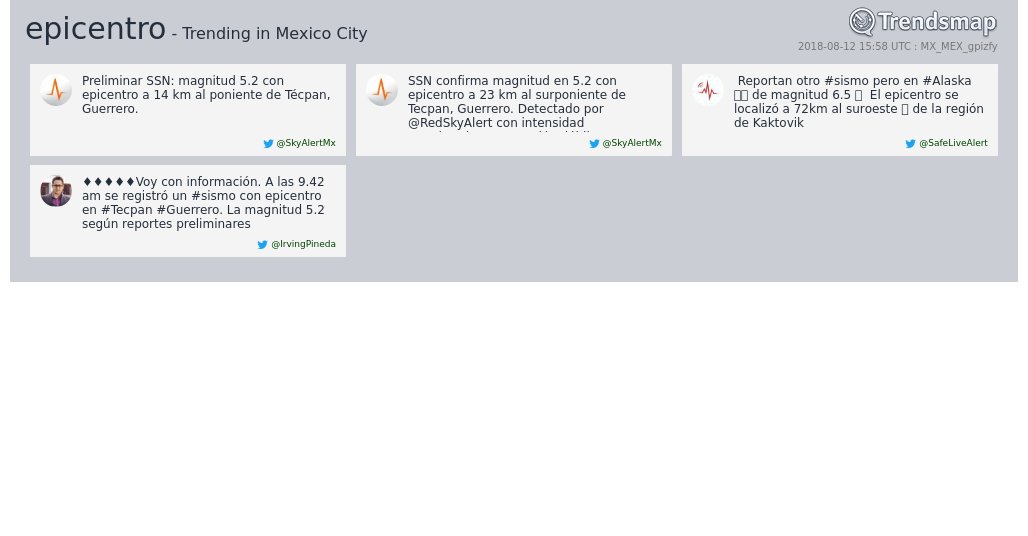 epicentro - Trending in Mexico City
Trendsmap
2018-08-12 15:58 UTC : MX_MEX_gpizfy
Preliminar SSN: magnitud 5.2 con
epicentro a 14 km al poniente de Técpan,
Guerrero.
@SkyAlertMx
SSN confirma magnitud en 5.2 con
epicentro a 23 km al surponiente de
Tecpan, Guerrero. Detectado por
@RedSkyAlert con intensidad
@SkyAlertMx
Reportan otro #sismo pero en #Alaska
de magnitud 6.5 El epicentro se
localizó a 72km al suroeste de la región
de Kaktovik
@SafeLiveAlert
♦♦♦♦♦Voy con información. A las 9.42
am se registró un #sismo con epicentro
en #Tecpan #Guerrero. La magnitud 5.2
según reportes preliminares
@IrvingPineda